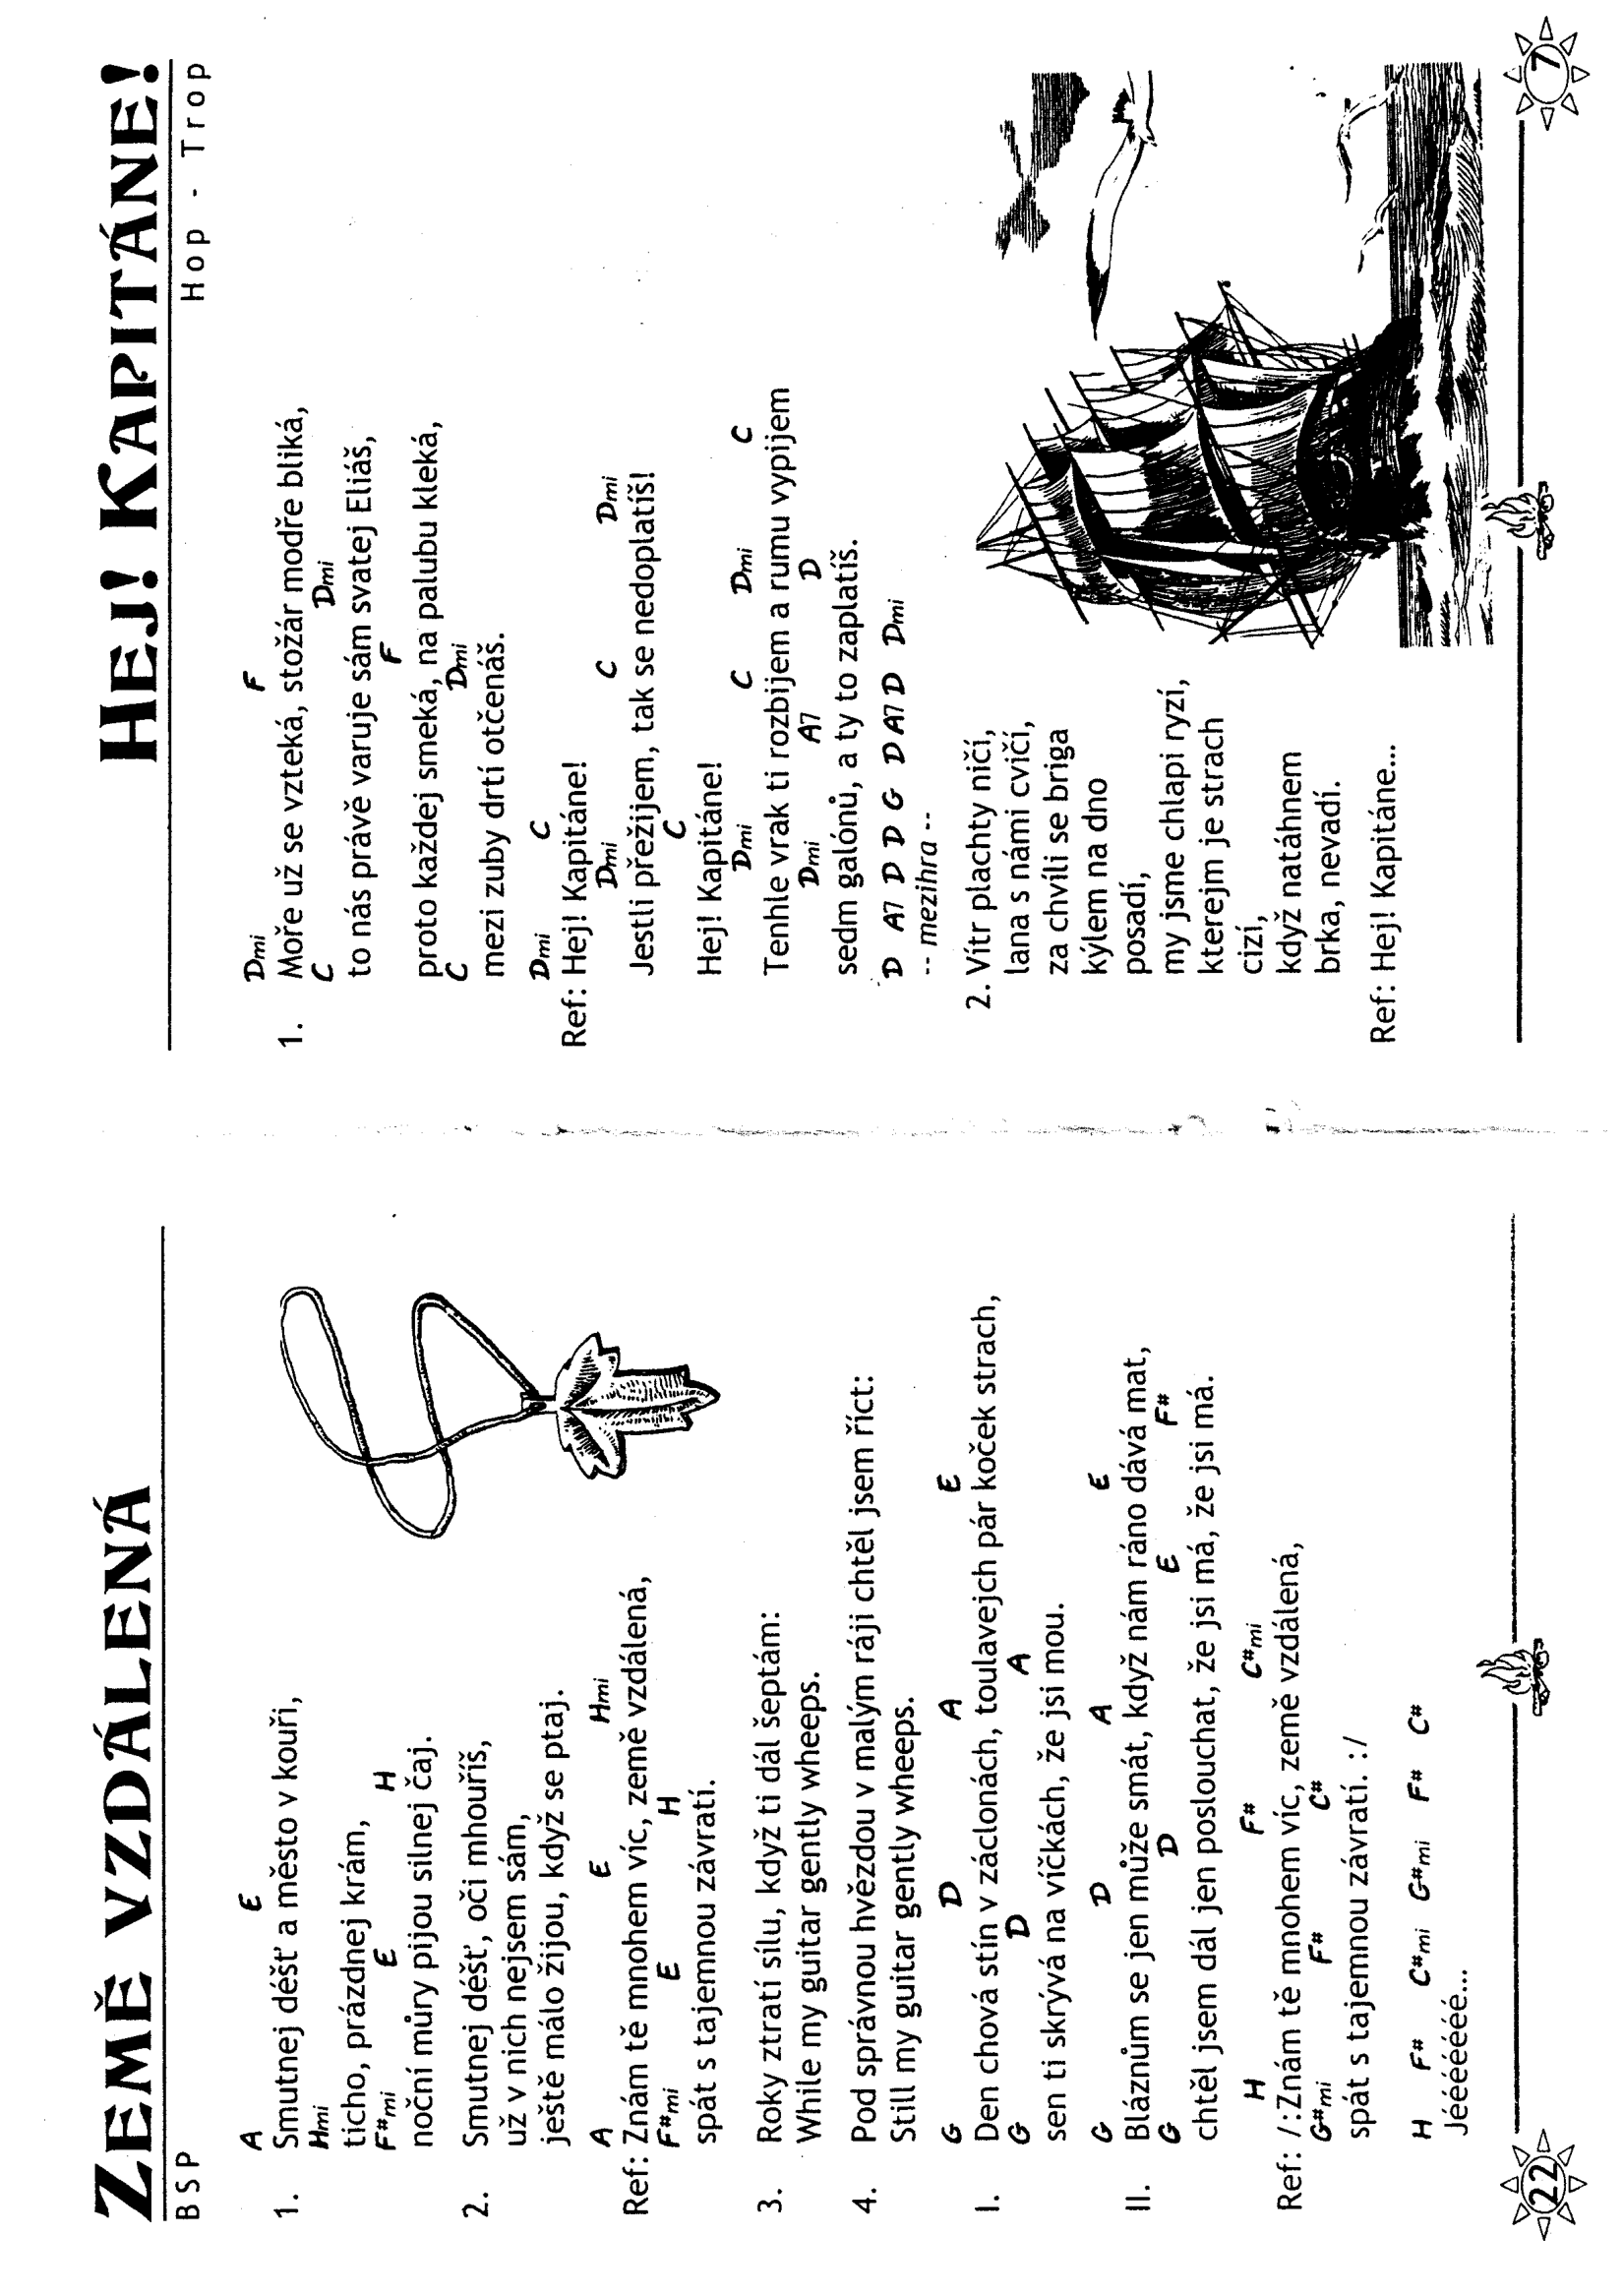 ZEMĚ VZDÁLENÁ
BSP
A E
1. Smutnej déšť a město v kouři,
Hmi
ticho, prázdnej krám,
F#mi E H
noční můry pijou silnej čaj.
2. Smutnej déšť, oči mhouříš,
už v nich nejsem sám,
ještě málo žijou, když se ptaj.
A E Hmi
Ref: Znám tě mnohem víc, země vzdálená,
F#mi E H
spát s tajemnou závratí.
3. Roky ztratí sílu, když ti dál šeptám:
While my guitar gently wheeps.
4. Pod správnou hvězdou v malým ráji chtěl jsem říct:
Still my guitar gently wheeps.
G D A E
I. Den chová stín v záclonách, toulavejch pár koček strach,
G D A
sen ti skrývá na víčkách, že jsi mou.
G D A E
II. Bláznům se jen může smát, když nám ráno dává mat,
G D E F#
chtěl jsem dál jen poslouchat, že jsi má, že jsi má.
H F# C#mi
Ref: /:Znám tě mnohem víc, země vzdálená,
G#mi F# C#
spát s tajemnou závratí. :/
H F# C#mi G#mi F# C#
Jééééééé...
22
HEJ! KAPITÁNE!
Hop - Trop
Dmi F
1. Moře už se vzteká, stožár modře bliká,
C Dmi
to nás právě varuje sám svatej Eliáš,
F
proto každej smeká, na palubu kleká,
C Dmi
mezi zuby drtí otčenáš.
Dmi C
Ref: Hej! Kapitáne!
Dmi C Dmi
Jestli přežijem, tak se nedoplatíš!
C
Hej! Kapitáne!
Dmi C Dmi C
Tenhle vrak ti rozbijem a rumu vypijem
Dmi A7 D
sedm galónů, a ty to zaplatíš.
D A7 D D G D A7 D Dmi
-- mezihra --
2. Vítr plachty ničí,
lana s námi cvičí,
za chvíli se briga
kýlem na dno
posadí,
my jsme chlapi ryzí,
kterejm je strach
cizí,
když natáhnem
brka, nevadí.
Ref: Hej! Kapitáne...
7